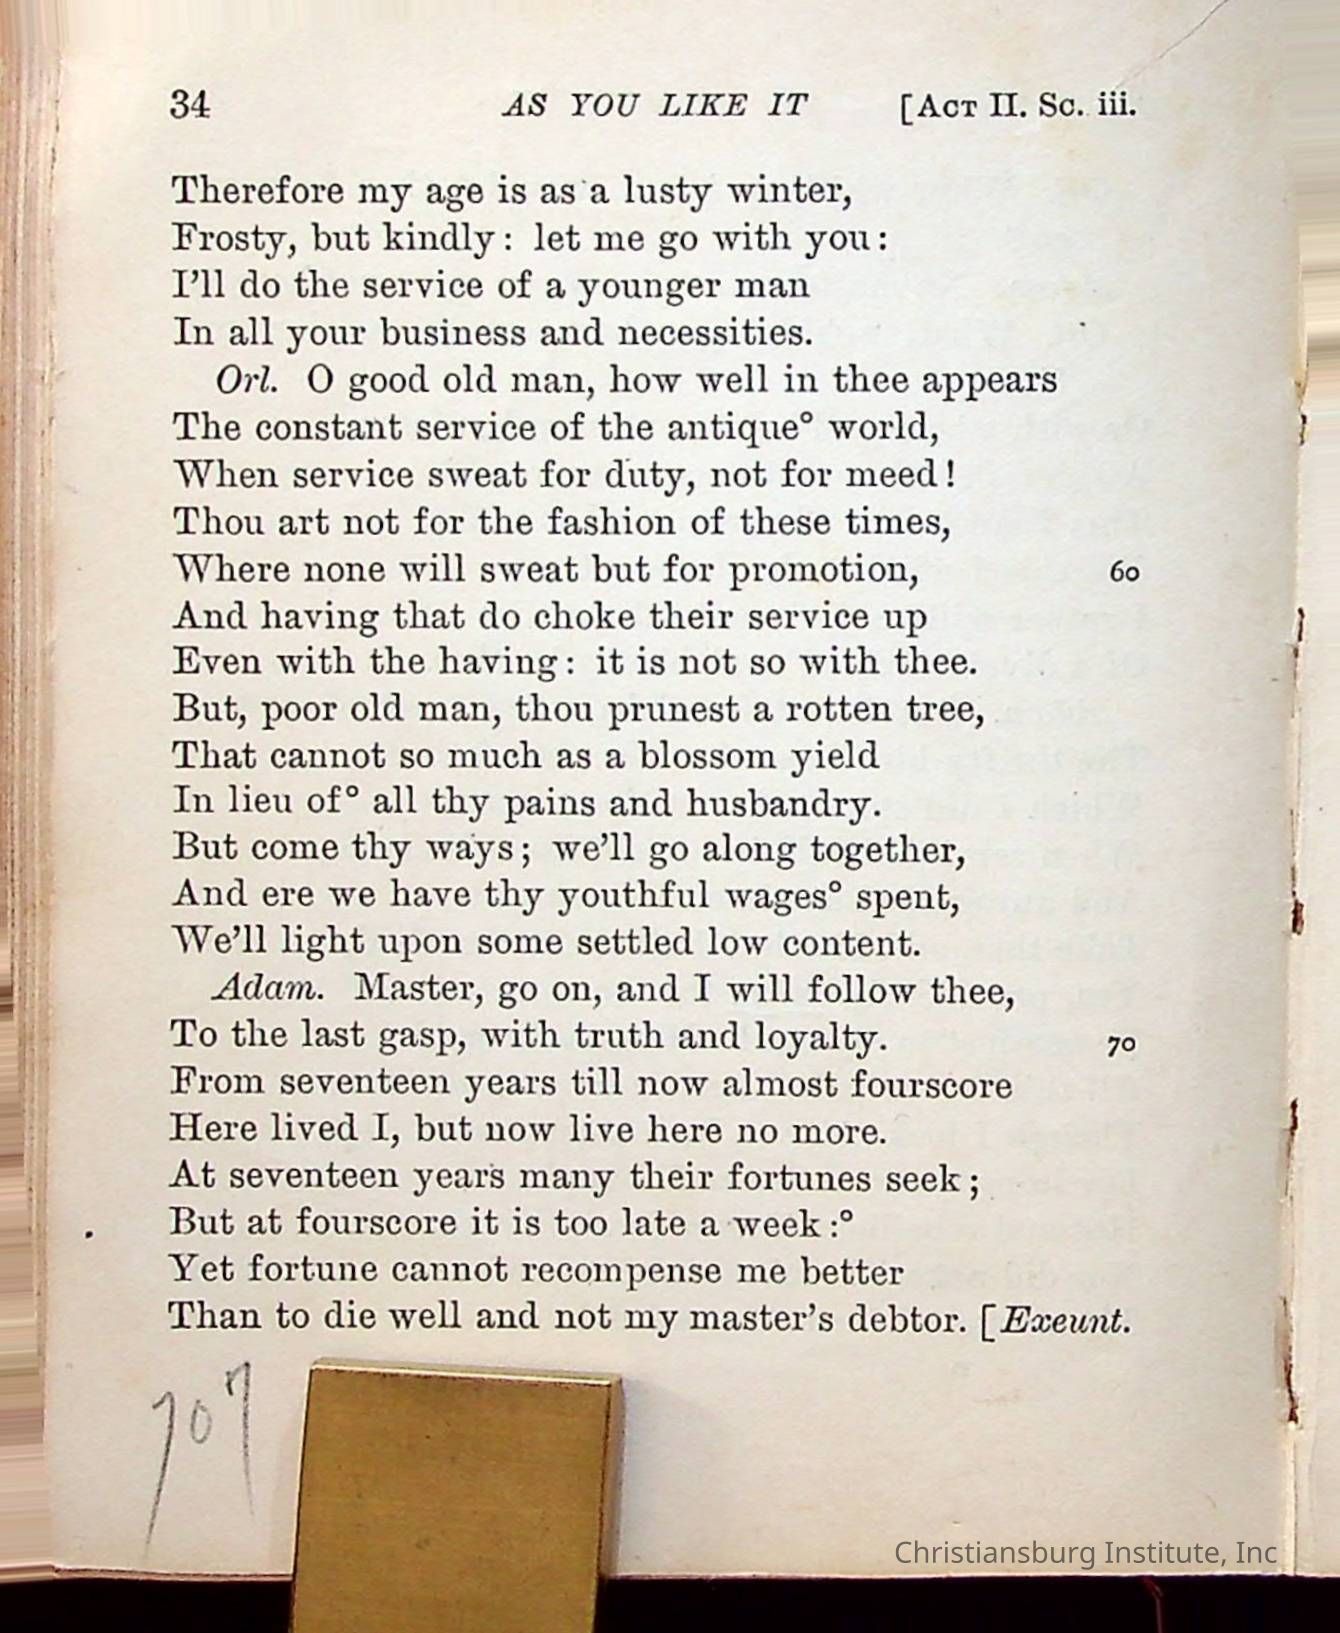 34 AS YOU LIKE IT [ACT II. Sc. iii.
Therefore my age is as a lusty winter,
Frosty, but kindly: let me go with you:
I'll do the service of a younger man
In all your business and necessities.
Orl. O good old man, how well in thee appears
The constant service of the antique° world,
When service sweat for duty, not for meed!
Thou art not for the fashion of these times,
Where none will sweat but for promotion, 60
And having that do choke their service up
Even with the having: it is not so with thee.
But, poor old man, thou prunest a rotten tree,
That cannot so much as a blossom yield
In lieu of° all thy pains and husbandry.
But come thy ways; we'll go along together,
And ere we have thy youthful wages° spent,
We'll light upon some settled low content.
Adam. Master, go on, and I will follow thee,
To the last gasp, with truth and loyalty. 70
From seventeen years till now almost fourscore
Here lived I, but now live here no more.
At seventeen years many their fortunes seek;
But at fourscore it is too late a week:°
Yet fortune cannot recompense me better
Than to die well and not my master's debtor. [Exeunt.
707
Christiansburg Institute, Inc